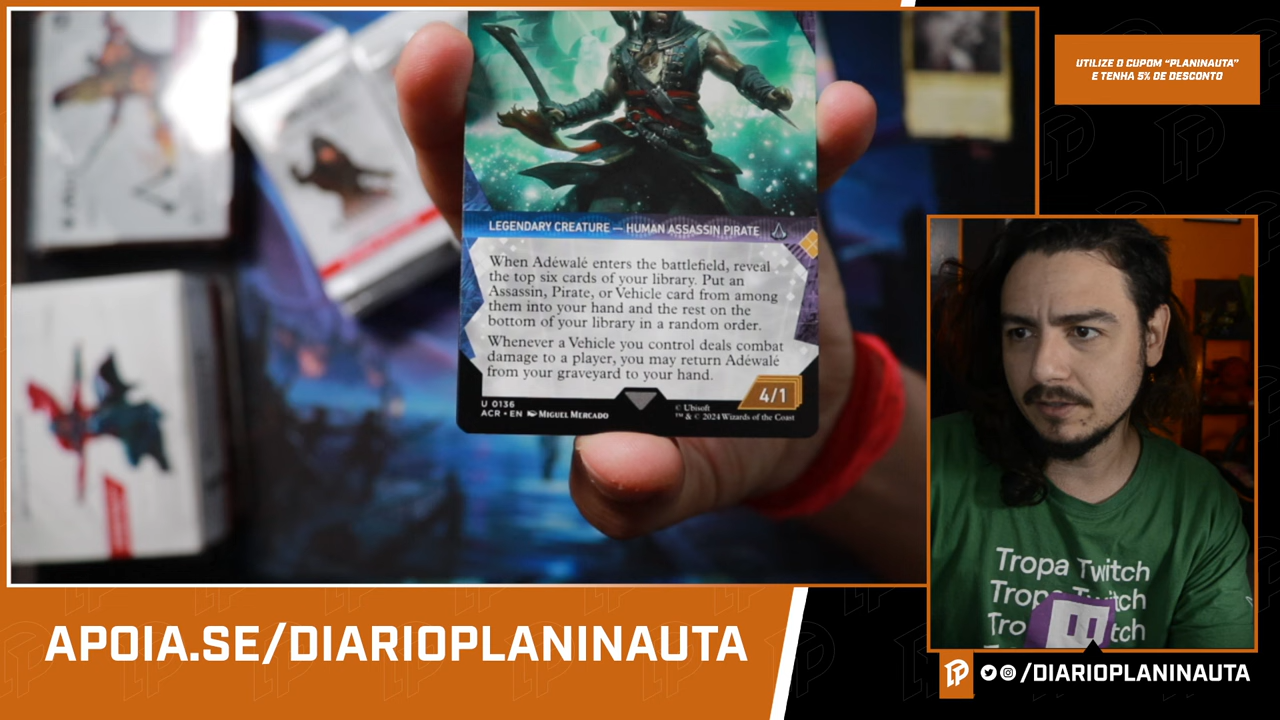 UTILIZE O CUPOM "PLANINAUTA"
E TENHA 5% DE DESCONTO
LEGENDARY CREATURE — HUMAN ASSASSIN PIRATE
When Adéwalé enters the battlefield, reveal
the top six cards of your library. Put an
Assassin, Pirate, or Vehicle card from among
them into your hand and the rest on the
bottom of your library in a random order.
Whenever a Vehicle you control deals combat
damage to a player, you may return Adéwalé
from your graveyard to your hand.
4/1
U 0136
ACR • EN MIGUEL MERCADO
© Ubisoft
™ & © 2024 Wizards of the Coast
Tropa Twitch
Tropa Twitch
Tro tch
APOIA.SE/DIARIOPLANINAUTA
/DIARIOPLANINAUTA